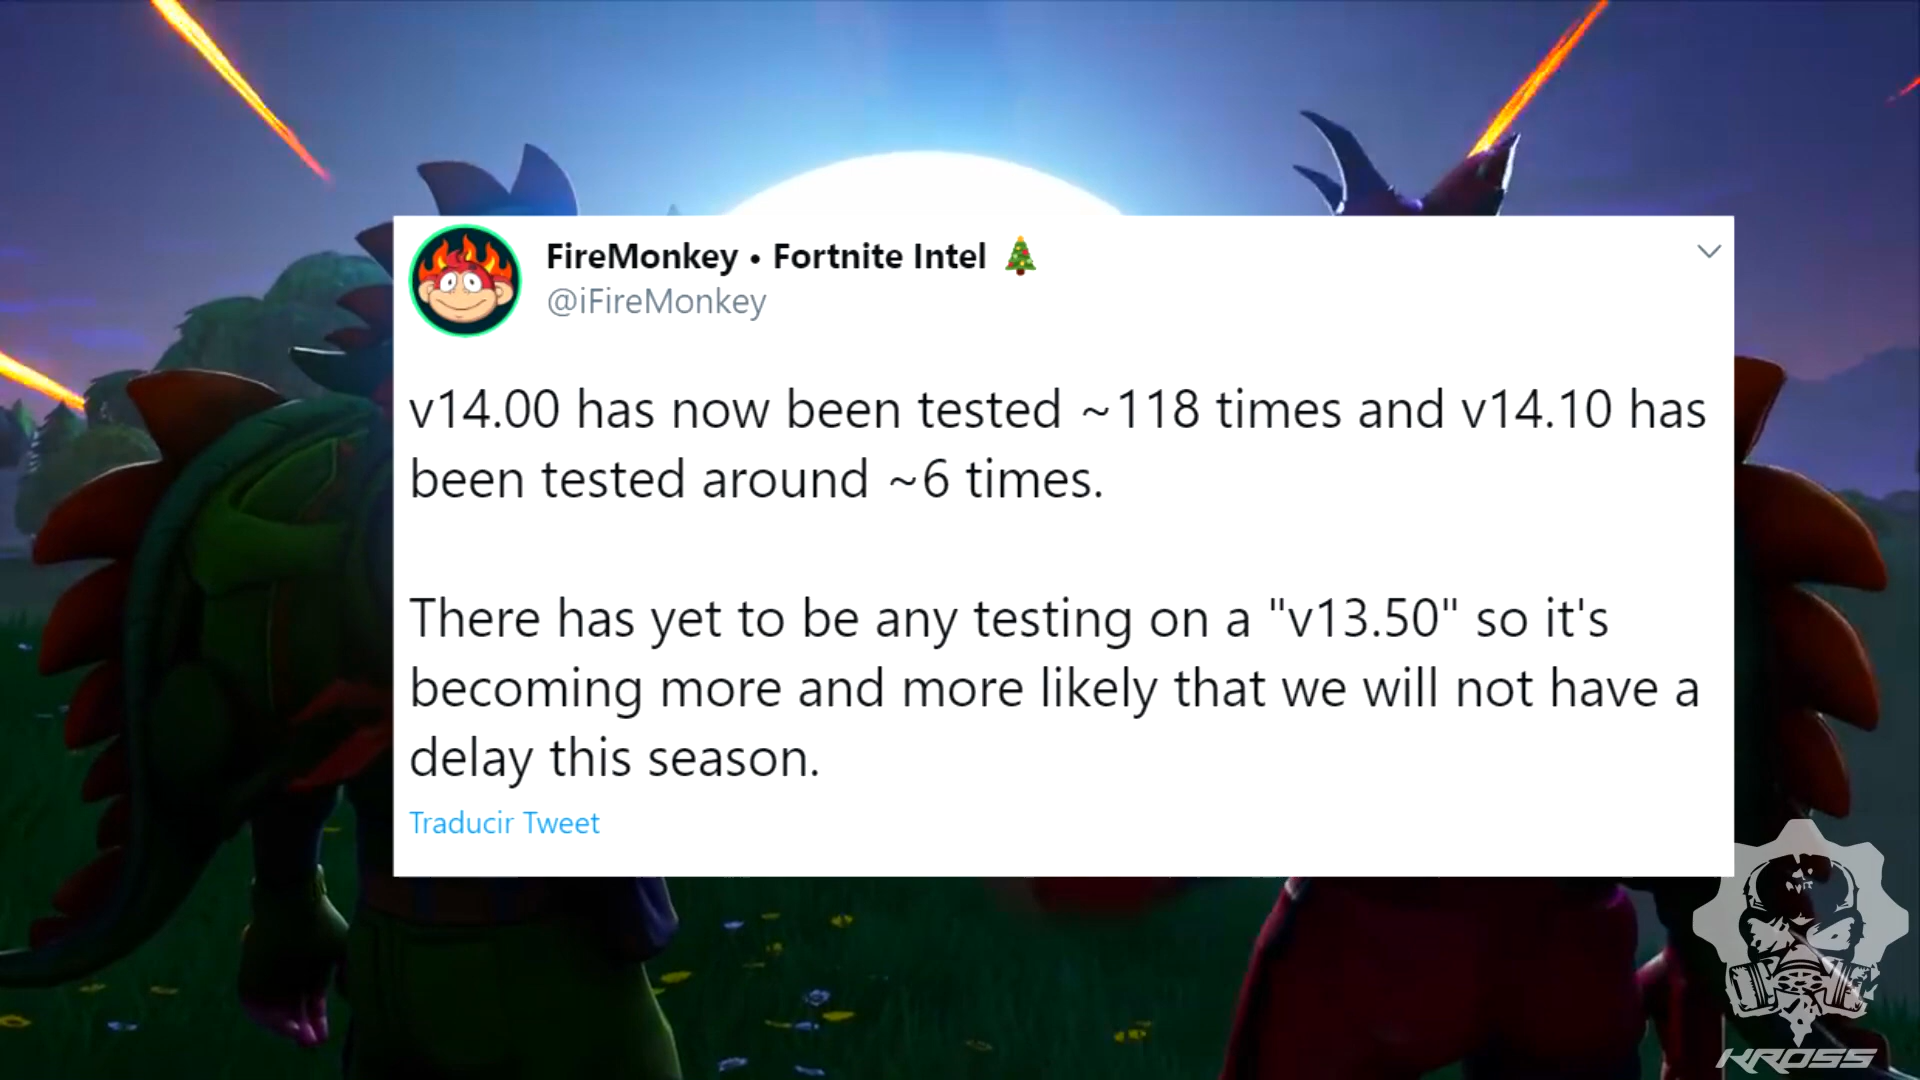 FireMonkey • Fortnite Intel 🎄
@iFireMonkey
v14.00 has now been tested ~118 times and v14.10 has
been tested around ~6 times.
There has yet to be any testing on a "v13.50" so it's
becoming more and more likely that we will not have a
delay this season.
Traducir Tweet
KROSS